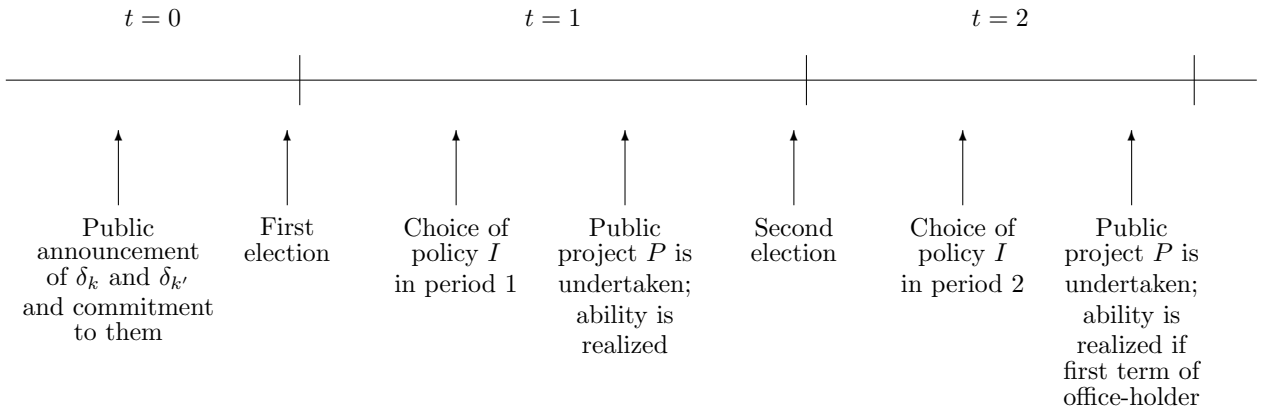 t = 0
t = 1
t = 2
Public
announcement
of δk and δk′
and commitment
to them
First
election
Choice of
policy I
in period 1
Public
project P is
undertaken;
ability is
realized
Second
election
Choice of
policy I
in period 2
Public
project P is
undertaken;
ability is
realized if
first term of
office-holder